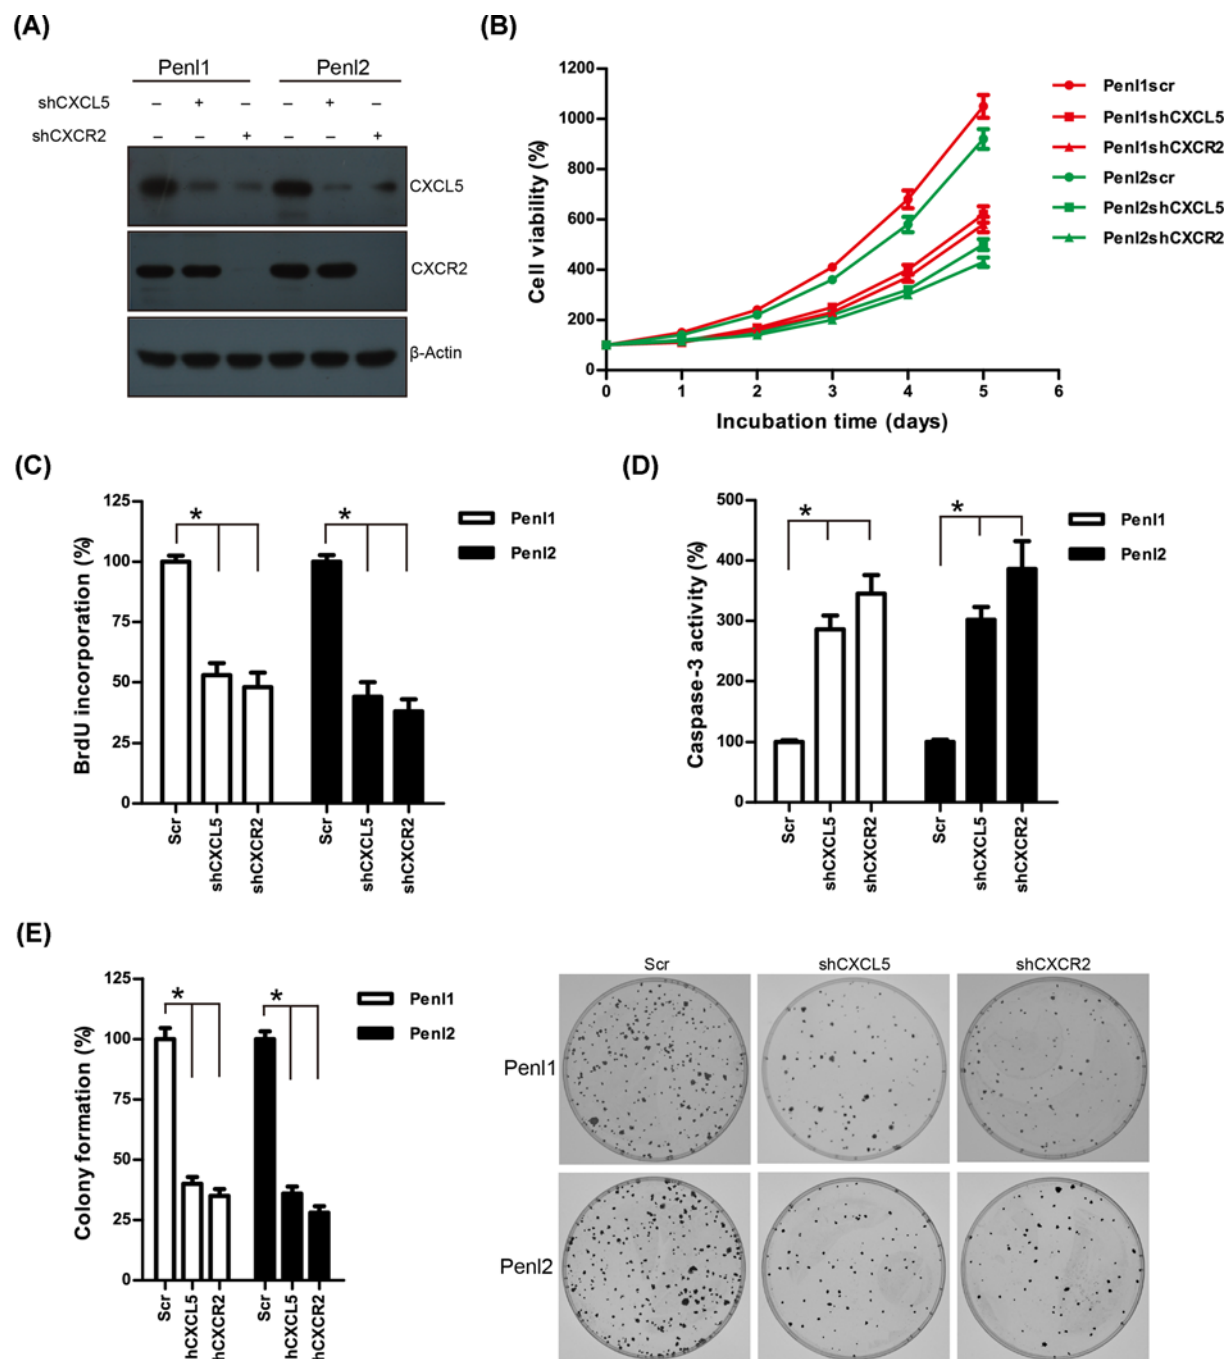 (A)
Penl1 Penl2
shCXCL5 – + – – + –
shCXCR2 – – + – – +
CXCL5
CXCR2
β-Actin
(B)
1200
1000
800
600
400
200
0
Cell viability (%)
0 1 2 3 4 5 6
Incubation time (days)
Penl1scr
Penl1shCXCL5
Penl1shCXCR2
Penl2scr
Penl2shCXCL5
Penl2shCXCR2
(C)
125
100
75
50
25
0
BrdU incorporation (%)
* *
Penl1
Penl2
Scr shCXCL5 shCXCR2 Scr shCXCL5 shCXCR2
(D)
500
400
300
200
100
0
Caspase-3 activity (%)
* *
Penl1
Penl2
Scr shCXCL5 shCXCR2 Scr shCXCL5 shCXCR2
(E)
125
100
75
50
25
0
Colony formation (%)
* *
Penl1
Penl2
Scr hCXCL5 hCXCR2 Scr hCXCL5 hCXCR2
Scr shCXCL5 shCXCR2
Penl1
Penl2